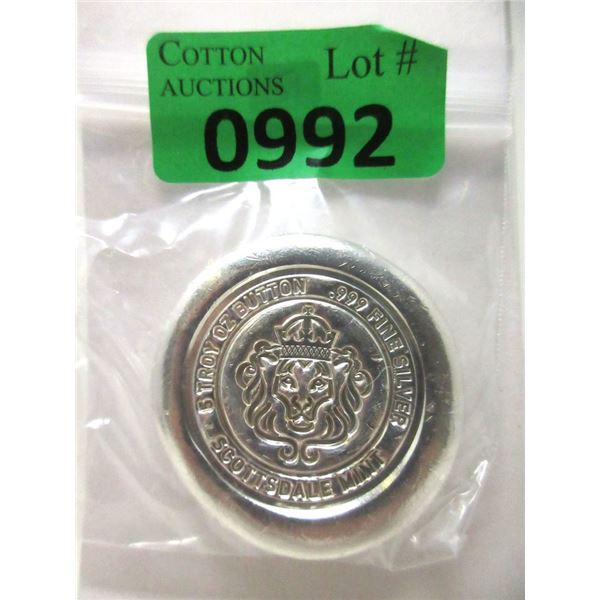 COTTON
AUCTIONS
Lot #
0992
5 TROY OZ BUTTON .999 FINE SILVER
SCOTTSDALE MINT